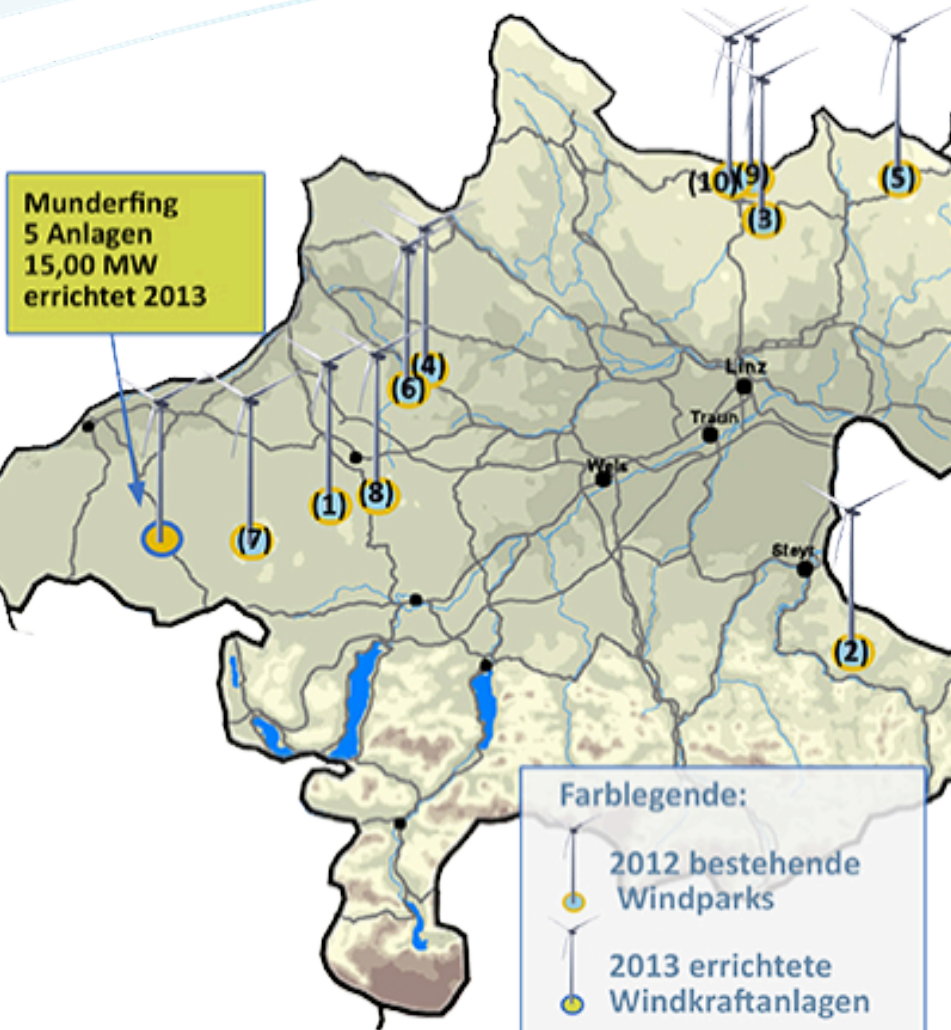 (10)
(9)
(5)
(3)
Munderfing
5 Anlagen
15,00 MW
errichtet 2013
(4)
(6)
Linz
Traun
Wels
(1)
(8)
(7)
Steyr
(2)
Farblegende:
2012 bestehende
Windparks
2013 errichtete
Windkraftanlagen